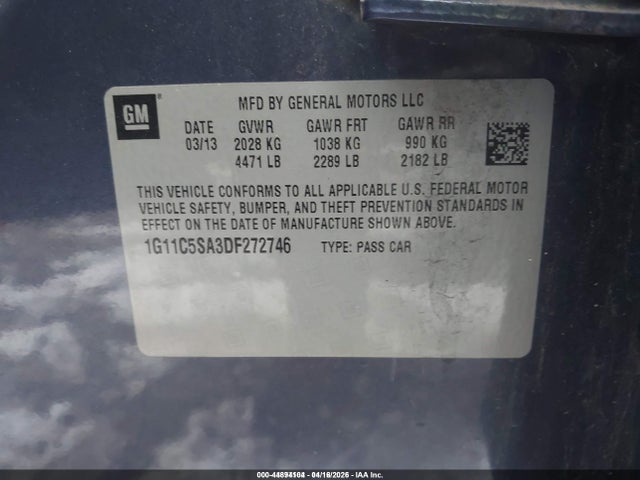 GM
MFD BY GENERAL MOTORS LLC
DATE GVWR GAWR FRT GAWR RR
03/13 2028 KG 1038 KG 990 KG
4471 LB 2289 LB 2182 LB
THIS VEHICLE CONFORMS TO ALL APPLICABLE U.S. FEDERAL MOTOR
VEHICLE SAFETY, BUMPER, AND THEFT PREVENTION STANDARDS IN
EFFECT ON THE DATE OF MANUFACTURE SHOWN ABOVE.
1G11C5SA3DF272746 TYPE: PASS CAR
04/16/2026 - IAA Inc.